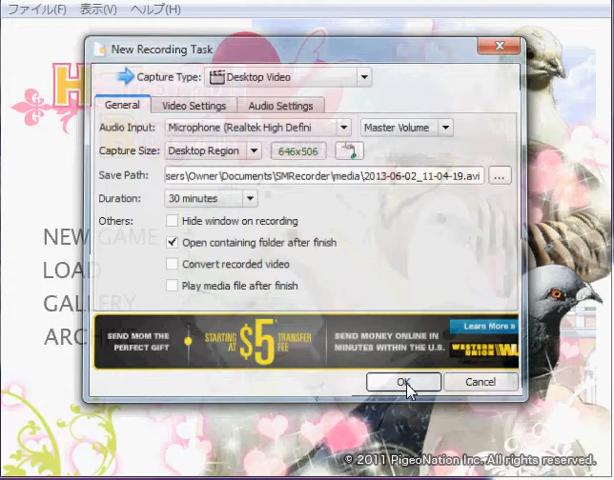 ファイル(F) 表示(V) ヘルプ(H)
New Recording Task
Capture Type: Desktop Video
General Video Settings Audio Settings
Audio Input: Microphone (Realtek High Defini Master Volume
Capture Size: Desktop Region 646x506
Save Path: sers\Owner\Documents\SMRecorder\media\2013-06-02_11-04-19.avi ...
Duration: 30 minutes
Others: Hide window on recording
Open containing folder after finish
Convert recorded video
Play media file after finish
NEW GAME
LOAD
GALLERY
SEND MOM THE
PERFECT GIFT
STARTING
AT
$5
TRANSFER
FEE
SEND MONEY ONLINE IN
MINUTES WITHIN THE U.S.
Learn More »
WESTERN
UNION
OK Cancel
© 2011 PigeoNation Inc. All rights reserved.